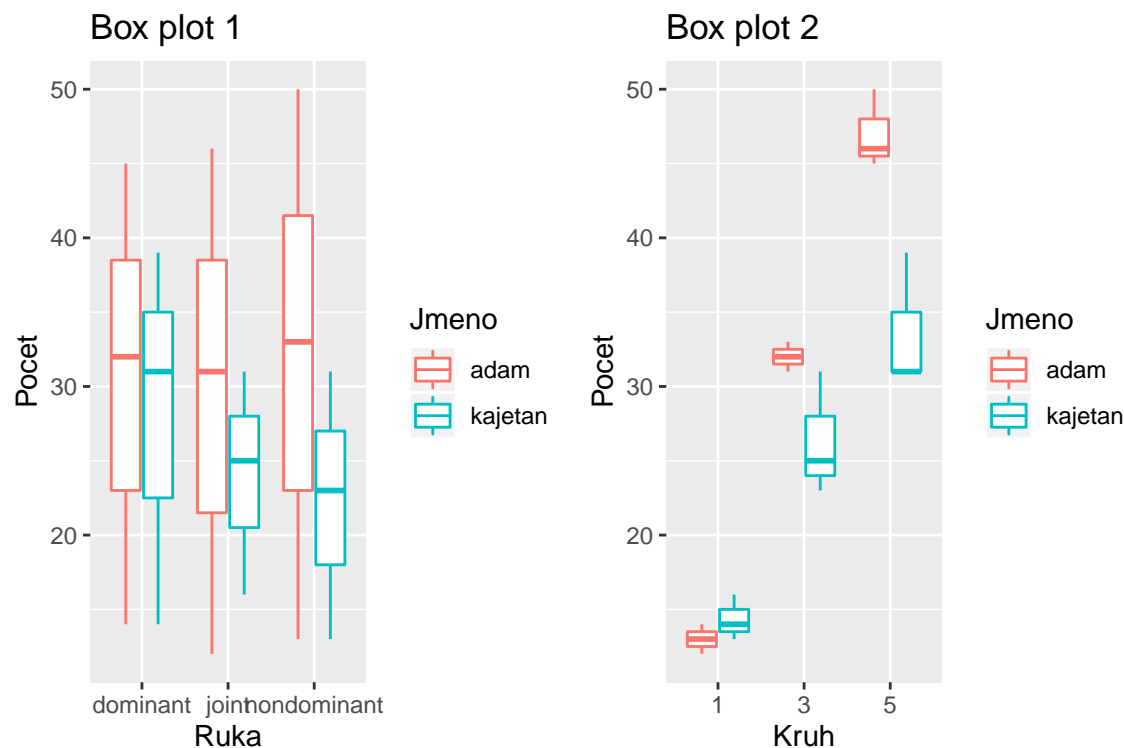 Box plot 1
50
40
30
20
Pocet
dominant
joint
nondominant
Ruka
Jmeno
adam
kajetan
Box plot 2
50
40
30
20
Pocet
1
3
5
Kruh
Jmeno
adam
kajetan